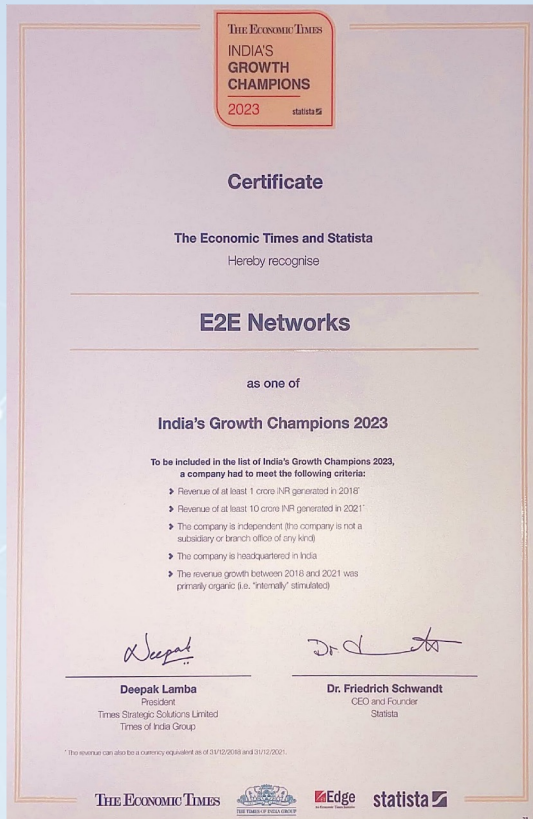 THE ECONOMIC TIMES
INDIA'S
GROWTH
CHAMPIONS
2023 statista
Certificate
The Economic Times and Statista
Hereby recognise
E2E Networks
as one of
India's Growth Champions 2023
To be included in the list of India's Growth Champions 2023,
a company had to meet the following criteria:
> Revenue of at least 1 crore INR generated in 2018*
> Revenue of at least 10 crore INR generated in 2021*
> The company is independent (the company is not a
subsidiary or branch office of any kind)
> The company is headquartered in India
> The revenue growth between 2018 and 2021 was
primarily organic (i.e. "internally" stimulated)
Deepak
Dr
Deepak Lamba
President
Times Strategic Solutions Limited
Times of India Group
Dr. Friedrich Schwandt
CEO and Founder
Statista
* The revenue can also be a currency equivalent as of 31/12/2018 and 31/12/2021.
THE ECONOMIC TIMES
THE TIMES OF INDIA GROUP
Edge
statista